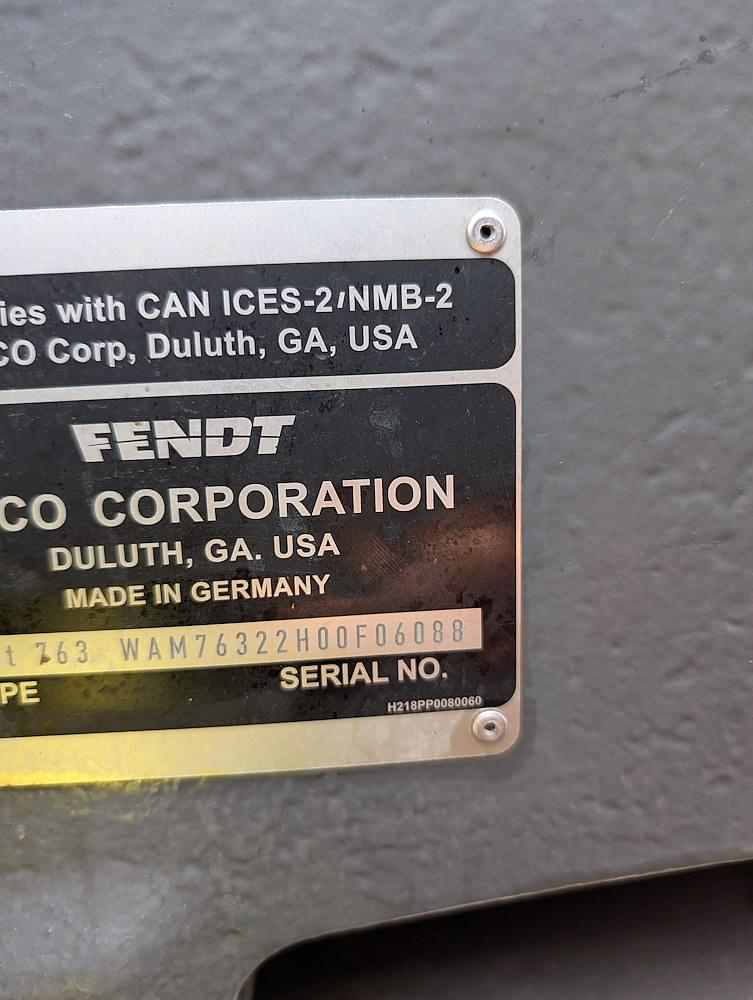 ies with CAN ICES-2/NMB-2
CO Corp, Duluth, GA, USA
FENDT
CO CORPORATION
DULUTH, GA. USA
MADE IN GERMANY
t 763 WAM76322H00F06088
PE SERIAL NO.
H218PP0080060